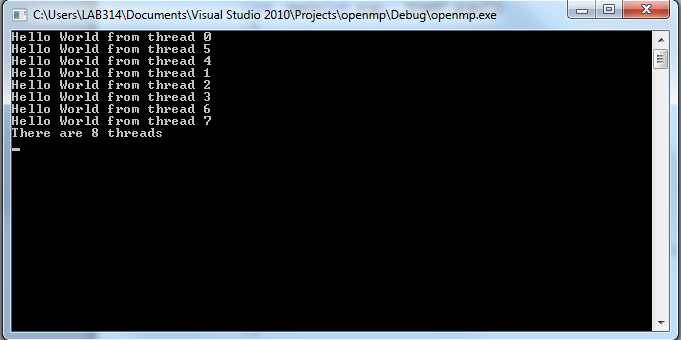 C:\Users\LAB314\Documents\Visual Studio 2010\Projects\openmp\Debug\openmp.exe
Hello World from thread 0
Hello World from thread 5
Hello World from thread 4
Hello World from thread 1
Hello World from thread 2
Hello World from thread 3
Hello World from thread 6
Hello World from thread 7
There are 8 threads